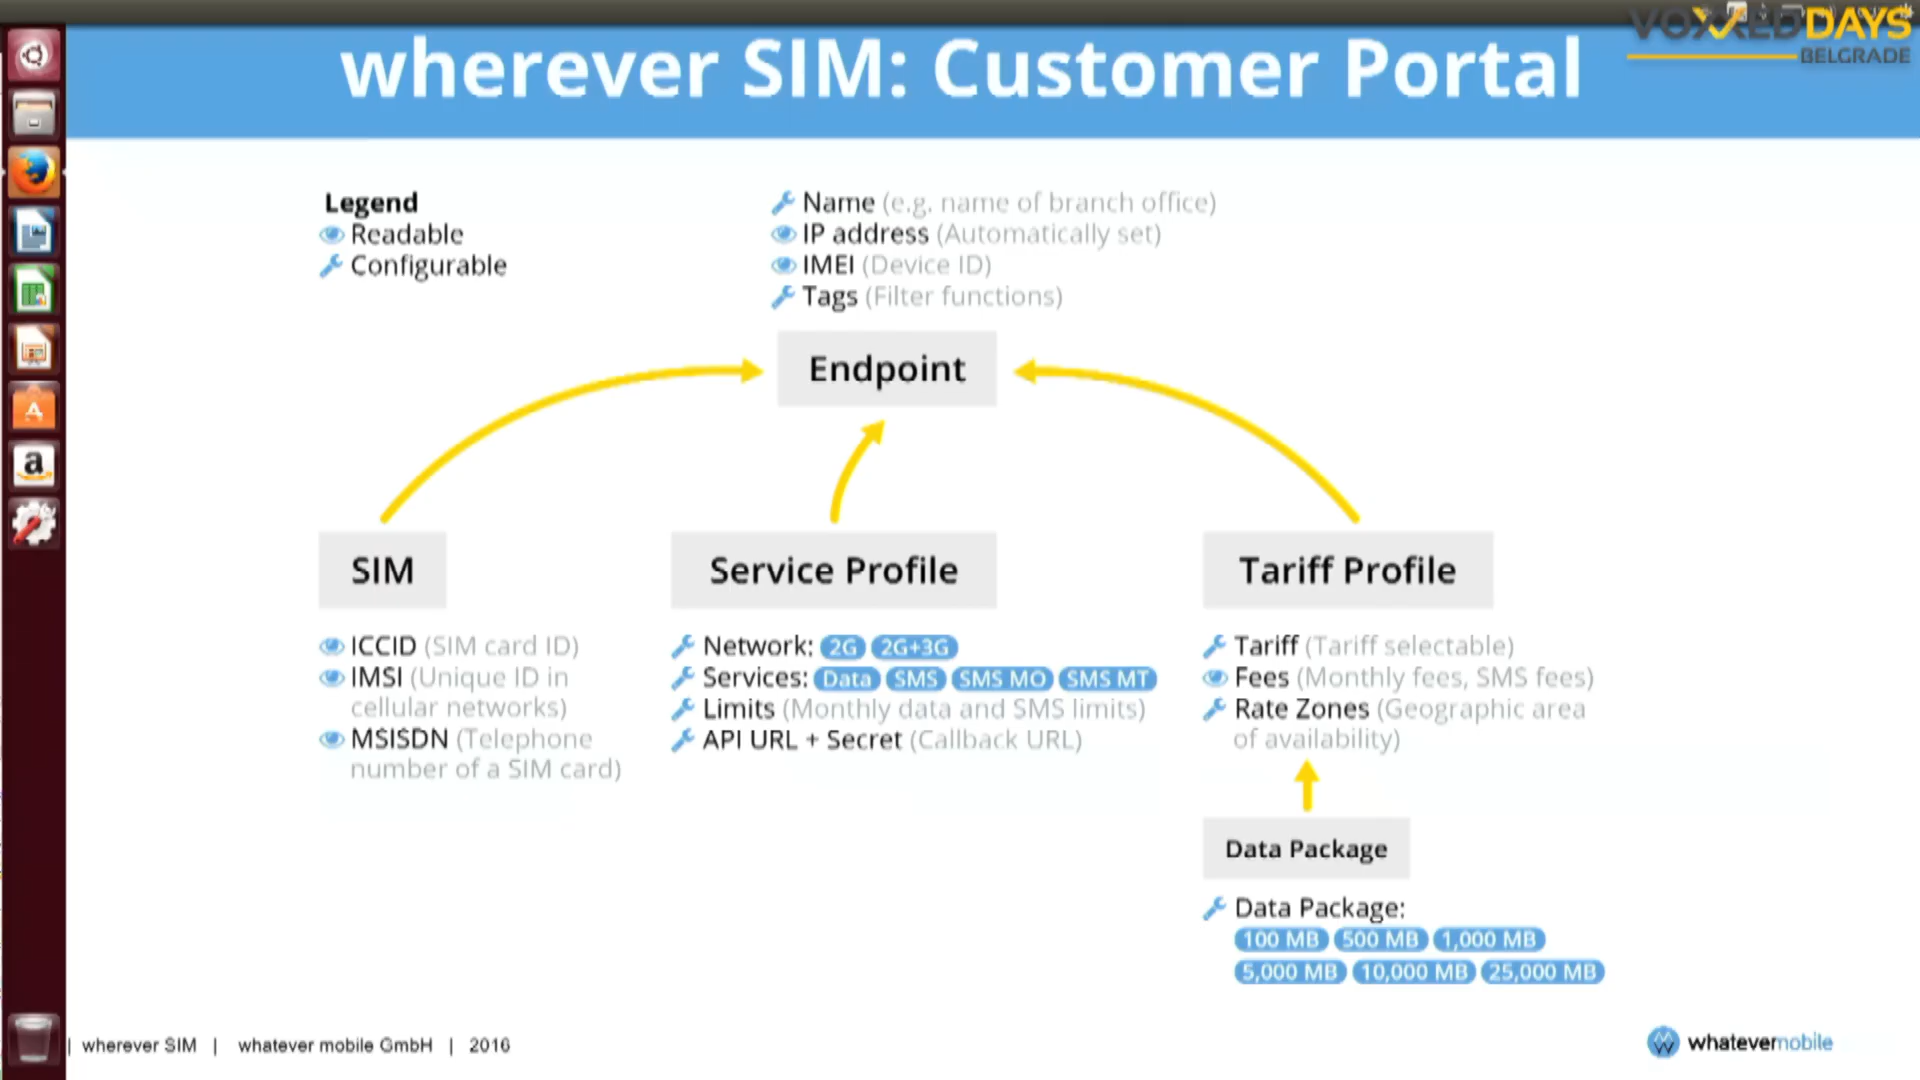 VOXXED DAYS
BELGRADE
wherever SIM: Customer Portal
Legend
Readable
Configurable
Name (e.g. name of branch office)
IP address (Automatically set)
IMEI (Device ID)
Tags (Filter functions)
Endpoint
SIM
ICCID (SIM card ID)
IMSI (Unique ID in
cellular networks)
MSISDN (Telephone
number of a SIM card)
Service Profile
Network: 2G 2G+3G
Services: Data SMS SMS MO SMS MT
Limits (Monthly data and SMS limits)
API URL + Secret (Callback URL)
Tariff Profile
Tariff (Tariff selectable)
Fees (Monthly fees, SMS fees)
Rate Zones (Geographic area
of availability)
Data Package
Data Package:
100 MB 500 MB 1,000 MB
5,000 MB 10,000 MB 25,000 MB
| wherever SIM | whatever mobile GmbH | 2016
whatevermobile